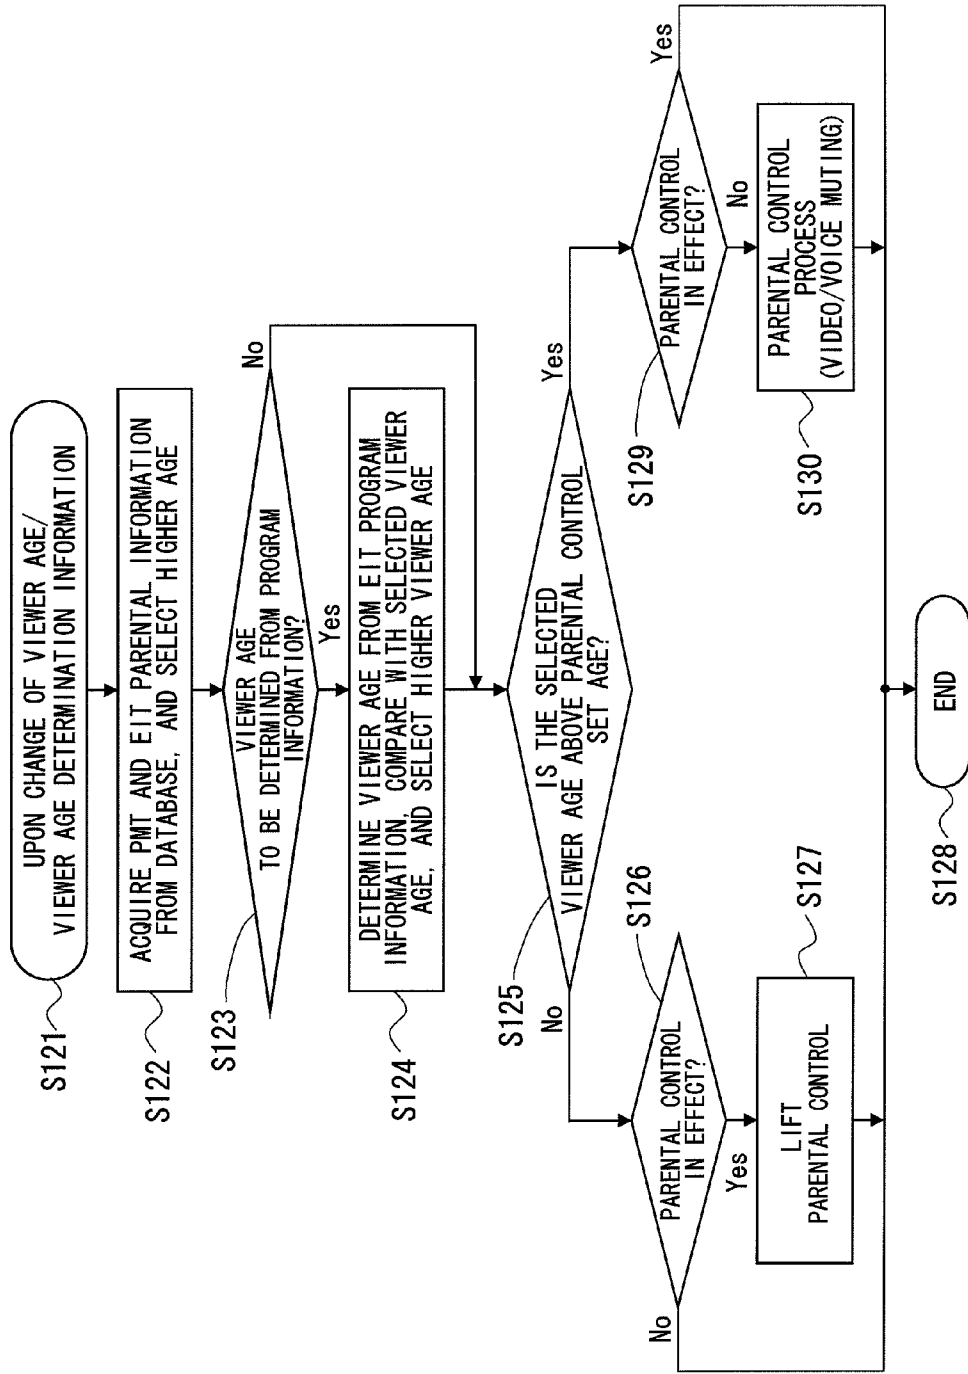 UPON CHANGE OF VIEWER AGE/
VIEWER AGE DETERMINATION INFORMATION
S121
ACQUIRE PMT AND EIT PARENTAL INFORMATION
FROM DATABASE, AND SELECT HIGHER AGE
S122
VIEWER AGE
TO BE DETERMINED FROM PROGRAM
INFORMATION?
S123
No
Yes
DETERMINE VIEWER AGE FROM EIT PROGRAM
INFORMATION, COMPARE WITH SELECTED VIEWER
AGE, AND SELECT HIGHER VIEWER AGE
S124
IS THE SELECTED
VIEWER AGE ABOVE PARENTAL CONTROL
SET AGE?
S125
No
Yes
PARENTAL CONTROL
IN EFFECT?
S126
No
Yes
LIFT
PARENTAL CONTROL
S127
PARENTAL CONTROL
IN EFFECT?
S129
Yes
No
PARENTAL CONTROL
PROCESS
(VIDEO/VOICE MUTING)
S130
END
S128